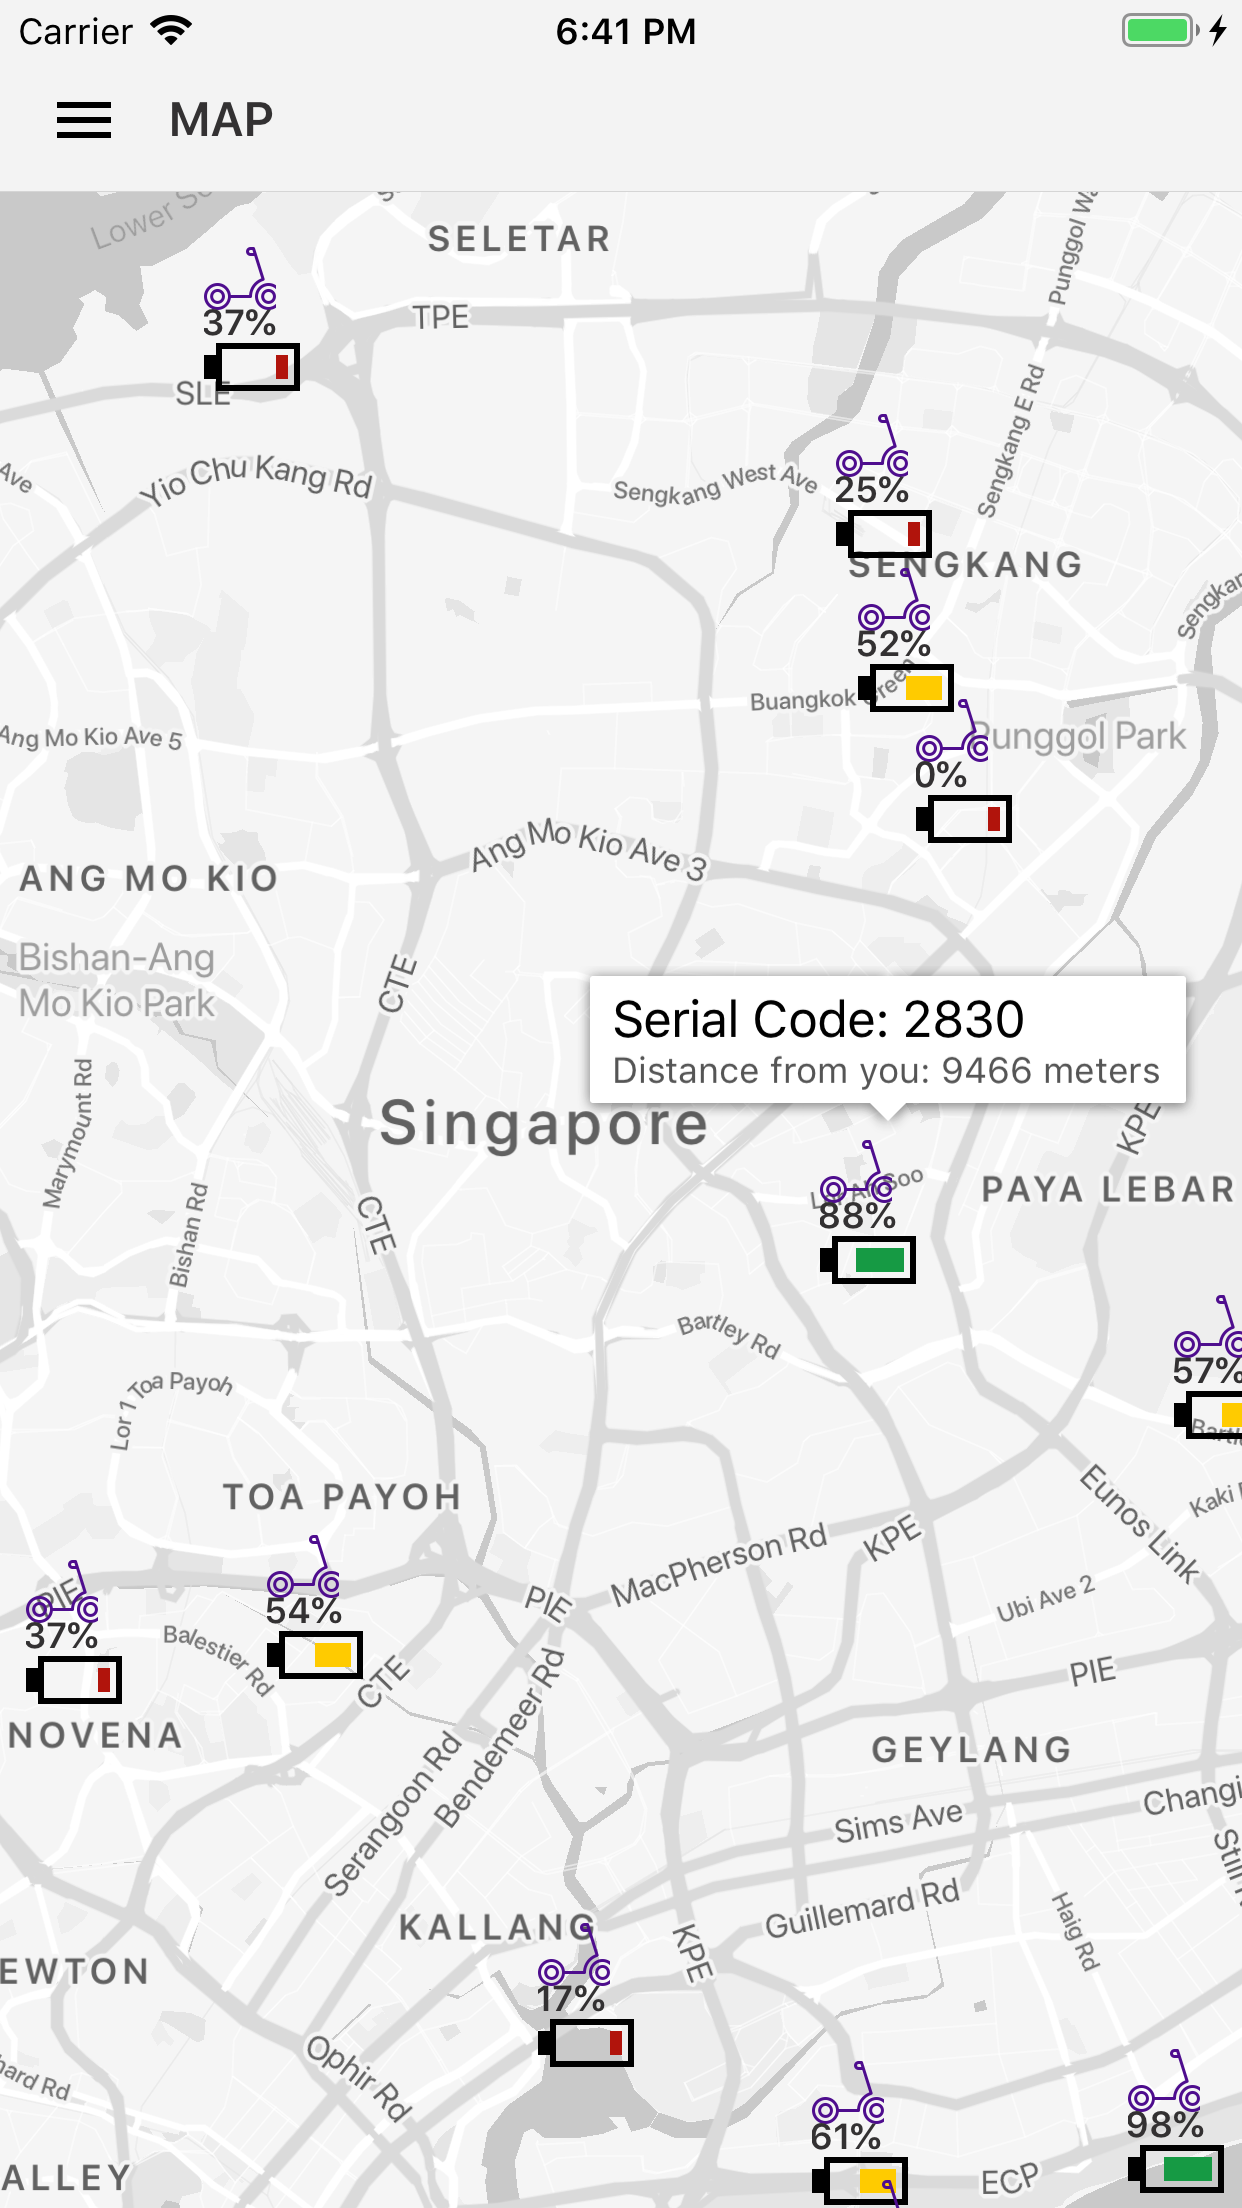 Carrier
6:41 PM
MAP
Lower
SELETAR
Punggol
37%
TPE
SLE
Sengkang E Rd
Ave
Yio Chu Kang Rd
Sengkang West Ave
25%
SENGKANG
52%
Buangkok Green
Ang Mo Kio Ave 5
Punggol Park
0%
Ang Mo Kio Ave 3
ANG MO KIO
Bishan-Ang
Mo Kio Park
CTE
Serial Code: 2830
Distance from you: 9466 meters
Marymount Rd
Singapore
KPE
Bishan Rd
CTE
Lor Ah Soo
PAYA LEBAR
88%
Bartley Rd
57%
Lor 1 Toa Payoh
TOA PAYOH
Eunos Link
Kaki
MacPherson Rd
KPE
PIE
54%
37%
PIE
Ubi Ave 2
Balestier Rd
CTE
PIE
NOVENA
Bendemeer Rd
GEYLANG
Serangoon Rd
Changi
Sims Ave
Guillemard Rd
KALLANG
KPE
Haig Rd
EWTON
17%
Ophir Rd
hard Rd
61%
98%
ALLEY
ECP